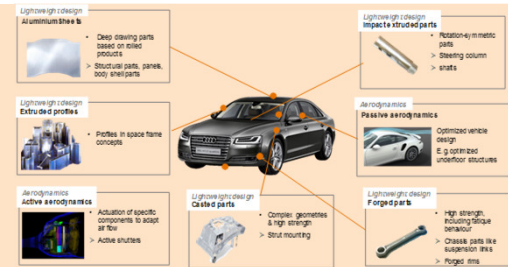 Lightweight design
Aluminium sheets
Deep drawing parts
based on rolled
products
Structural parts, panels,
body shell parts
Lightweight design
Impact extruded parts
Rotation-symmetric
parts
Steering column
shafts
Lightweight design
Extruded profiles
Profiles in space frame
concepts
Aerodynamics
Passive aerodynamics
Optimized vehicle
design
E.g. optimized
underfloor structures
Aerodynamics
Active aerodynamics
Actuation of specific
components to adapt
air flow
Active shutters
Lightweight design
Casted parts
Complex geometries
& high strength
Strut mounting
Lightweight design
Forged parts
High strength,
including fatigue
behaviour
Chassis parts like
suspension links
Forged rims